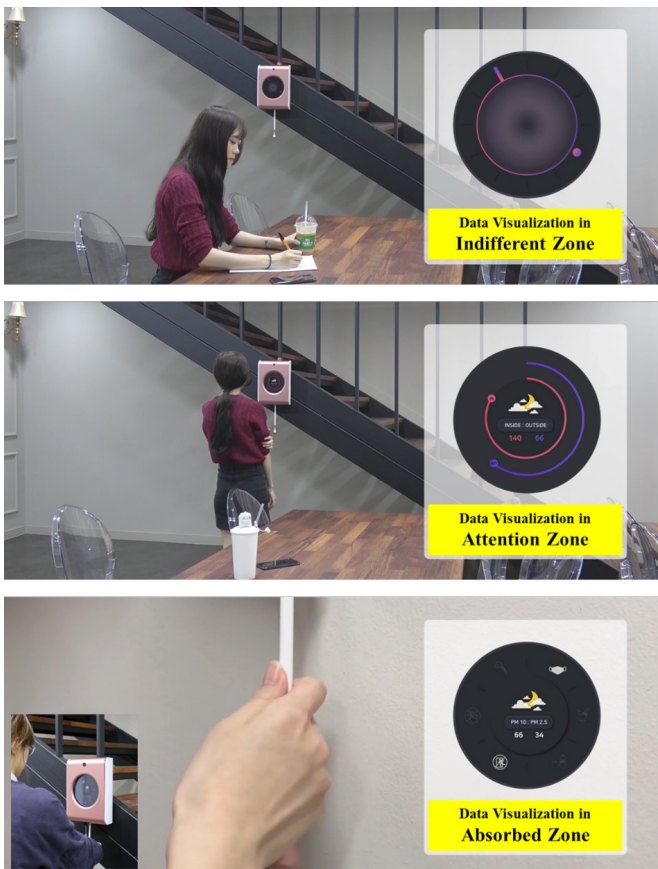 Data Visualization in
Indifferent Zone
INSIDE : OUTSIDE
140 68
Data Visualization in
Attention Zone
PM 10 : PM 2.5
66 34
Data Visualization in
Absorbed Zone